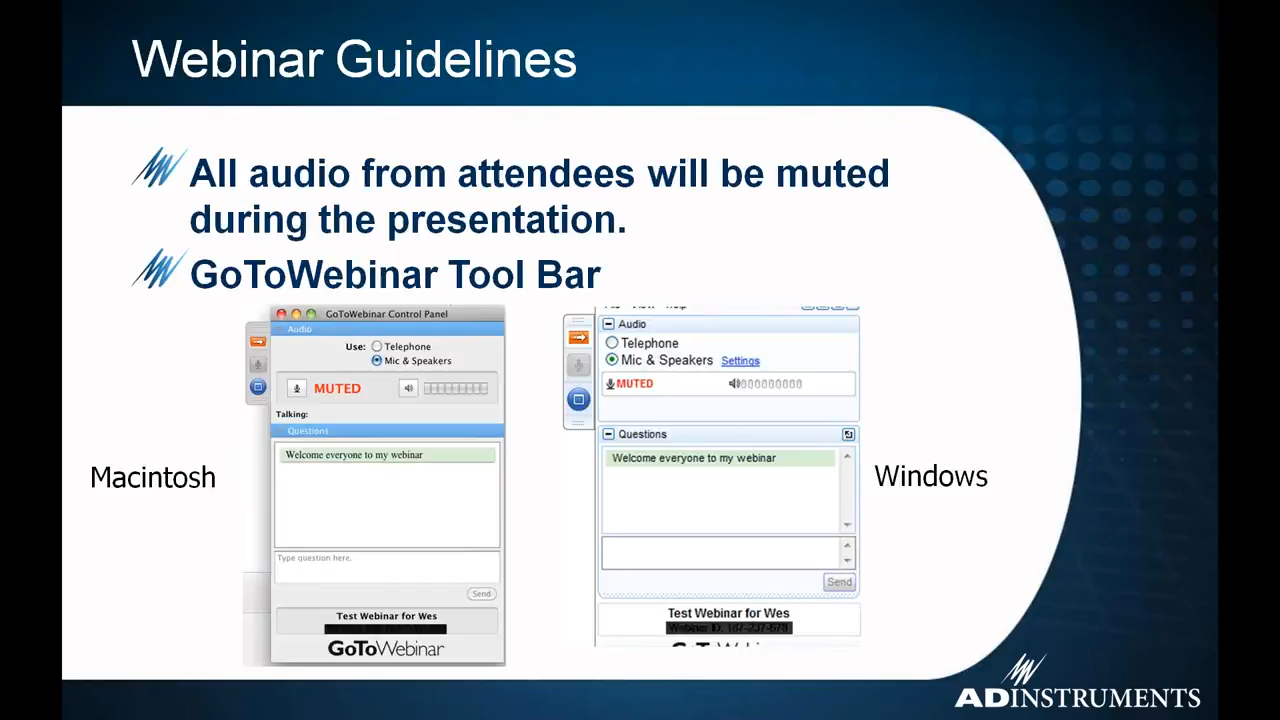 Webinar Guidelines
All audio from attendees will be muted
during the presentation.
GoToWebinar Tool Bar
Macintosh
GoToWebinar Control Panel
Audio
Use: Telephone
Mic & Speakers
MUTED
Talking:
Questions
Welcome everyone to my webinar
Type question here.
Send
Test Webinar for Wes
GoToWebinar
Audio
Telephone
Mic & Speakers Settings
MUTED
Questions
Welcome everyone to my webinar
Send
Test Webinar for Wes
Windows
ADINSTRUMENTS